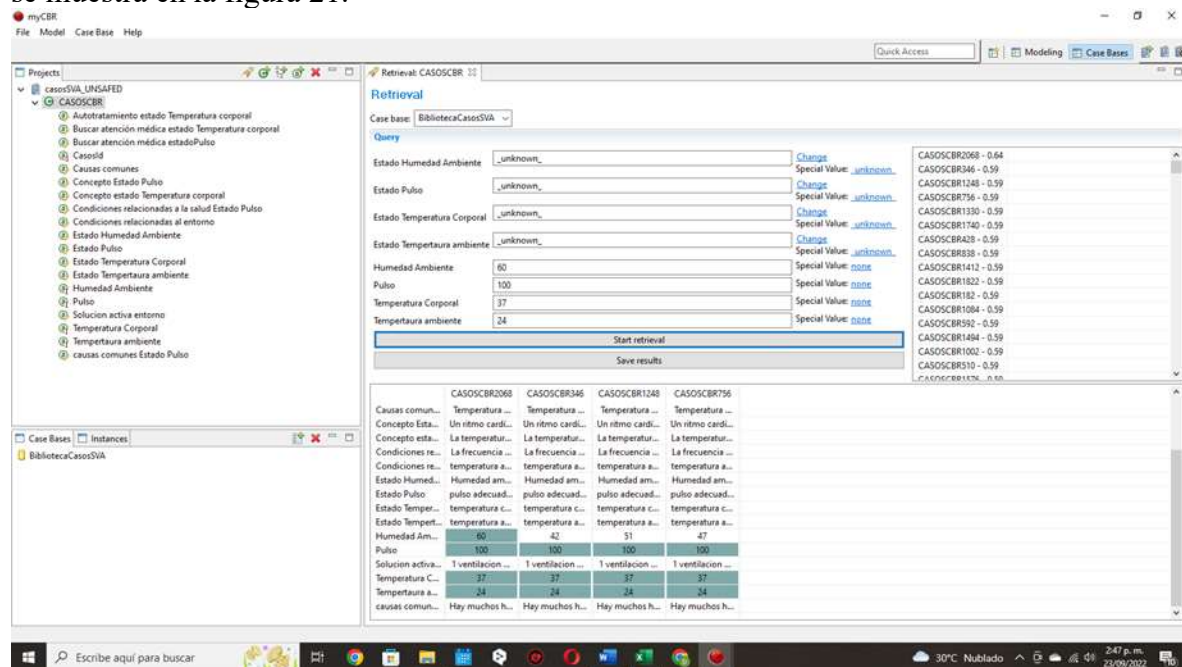 se muestra en la figura 21.
myCBR
File Model Case Base Help
Quick Access
Modeling Case Bases
Projects
casosSVA_UNSAFED
CASOSCBR
Autotratamiento estado Temperatura corporal
Buscar atención médica estado Temperatura corporal
Buscar atención médica estadoPulso
CasosId
Causas comunes
Concepto Estado Pulso
Concepto estado Temperatura corporal
Condiciones relacionadas a la salud Estado Pulso
Condiciones relacionadas al entorno
Estado Humedad Ambiente
Estado Pulso
Estado Temperatura Corporal
Estado Tempertaura ambiente
Humedad Ambiente
Pulso
Solucion activa entorno
Temperatura Corporal
Tempertaura ambiente
causas comunes Estado Pulso
Case Bases Instances
BibliotecaCasosSVA
Retrieval: CASOSCBR
Retrieval
Case base: BibliotecaCasosSVA
Query
Estado Humedad Ambiente _unknown_ Change
Special Value: _unknown_
Estado Pulso _unknown_ Change
Special Value: _unknown_
Estado Temperatura Corporal _unknown_ Change
Special Value: _unknown_
Estado Tempertaura ambiente _unknown_ Change
Special Value: _unknown_
Humedad Ambiente 60 Special Value: none
Pulso 100 Special Value: none
Temperatura Corporal 37 Special Value: none
Tempertaura ambiente 24 Special Value: none
Start retrieval
Save results
CASOSCBR2068 - 0.64
CASOSCBR346 - 0.59
CASOSCBR1248 - 0.59
CASOSCBR756 - 0.59
CASOSCBR1330 - 0.59
CASOSCBR1740 - 0.59
CASOSCBR428 - 0.59
CASOSCBR838 - 0.59
CASOSCBR1412 - 0.59
CASOSCBR1822 - 0.59
CASOSCBR182 - 0.59
CASOSCBR1084 - 0.59
CASOSCBR592 - 0.59
CASOSCBR1494 - 0.59
CASOSCBR1002 - 0.59
CASOSCBR510 - 0.59
CASOSCBR2068 CASOSCBR346 CASOSCBR1248 CASOSCBR756
Causas comun... Temperatura ... Temperatura ... Temperatura ... Temperatura ...
Concepto Esta... Un ritmo cardi... Un ritmo cardi... Un ritmo cardi... Un ritmo cardi...
Concepto esta... La temperatur... La temperatur... La temperatur... La temperatur...
Condiciones re... La frecuencia ... La frecuencia ... La frecuencia ... La frecuencia ...
Condiciones re... temperatura a... temperatura a... temperatura a... temperatura a...
Estado Humed... Humedad am... Humedad am... Humedad am... Humedad am...
Estado Pulso pulso adecuad... pulso adecuad... pulso adecuad... pulso adecuad...
Estado Temper... temperatura c... temperatura c... temperatura c... temperatura c...
Estado Tempert... temperatura a... temperatura a... temperatura a... temperatura a...
Humedad Am... 60 42 51 47
Pulso 100 100 100 100
Solucion activa... 1 ventilacion ... 1 ventilacion ... 1 ventilacion ... 1 ventilacion ...
Temperatura C... 37 37 37 37
Tempertaura a... 24 24 24 24
causas comun... Hay muchos h... Hay muchos h... Hay muchos h... Hay muchos h...
Escribe aquí para buscar
30°C Nublado
2:47 p. m.
23/09/2022